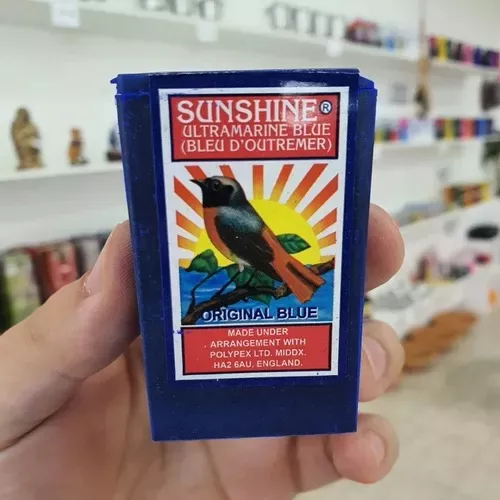 SUNSHINE®
ULTRAMARINE BLUE
(BLEU D'OUTREMER)
ORIGINAL BLUE
MADE UNDER
ARRANGEMENT WITH
POLYPEX LTD. MIDDX.
HA2 6AU, ENGLAND.